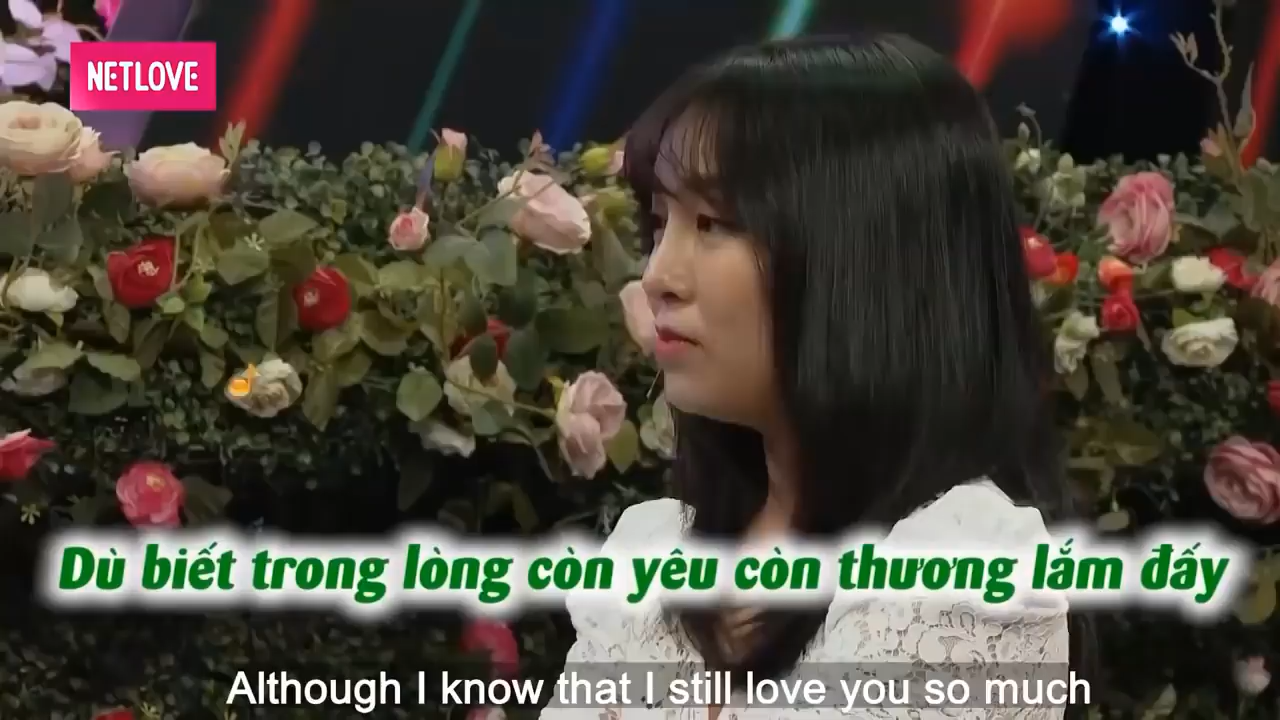 NETLOVE
Dù biết trong lòng còn yêu còn thương lắm đấy
Although I know that I still love you so much